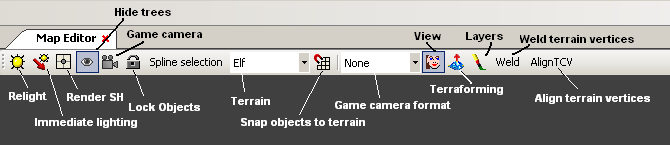 Hide trees
Map Editor
Game camera
View
Layers
Weld terrain vertices
Spline selection
Elf
None
Weld
AlignTCV
Relight
Render SH
Lock Objects
Terrain
Game camera format
Terraforming
Align terrain vertices
Immediate lighting
Snap objects to terrain